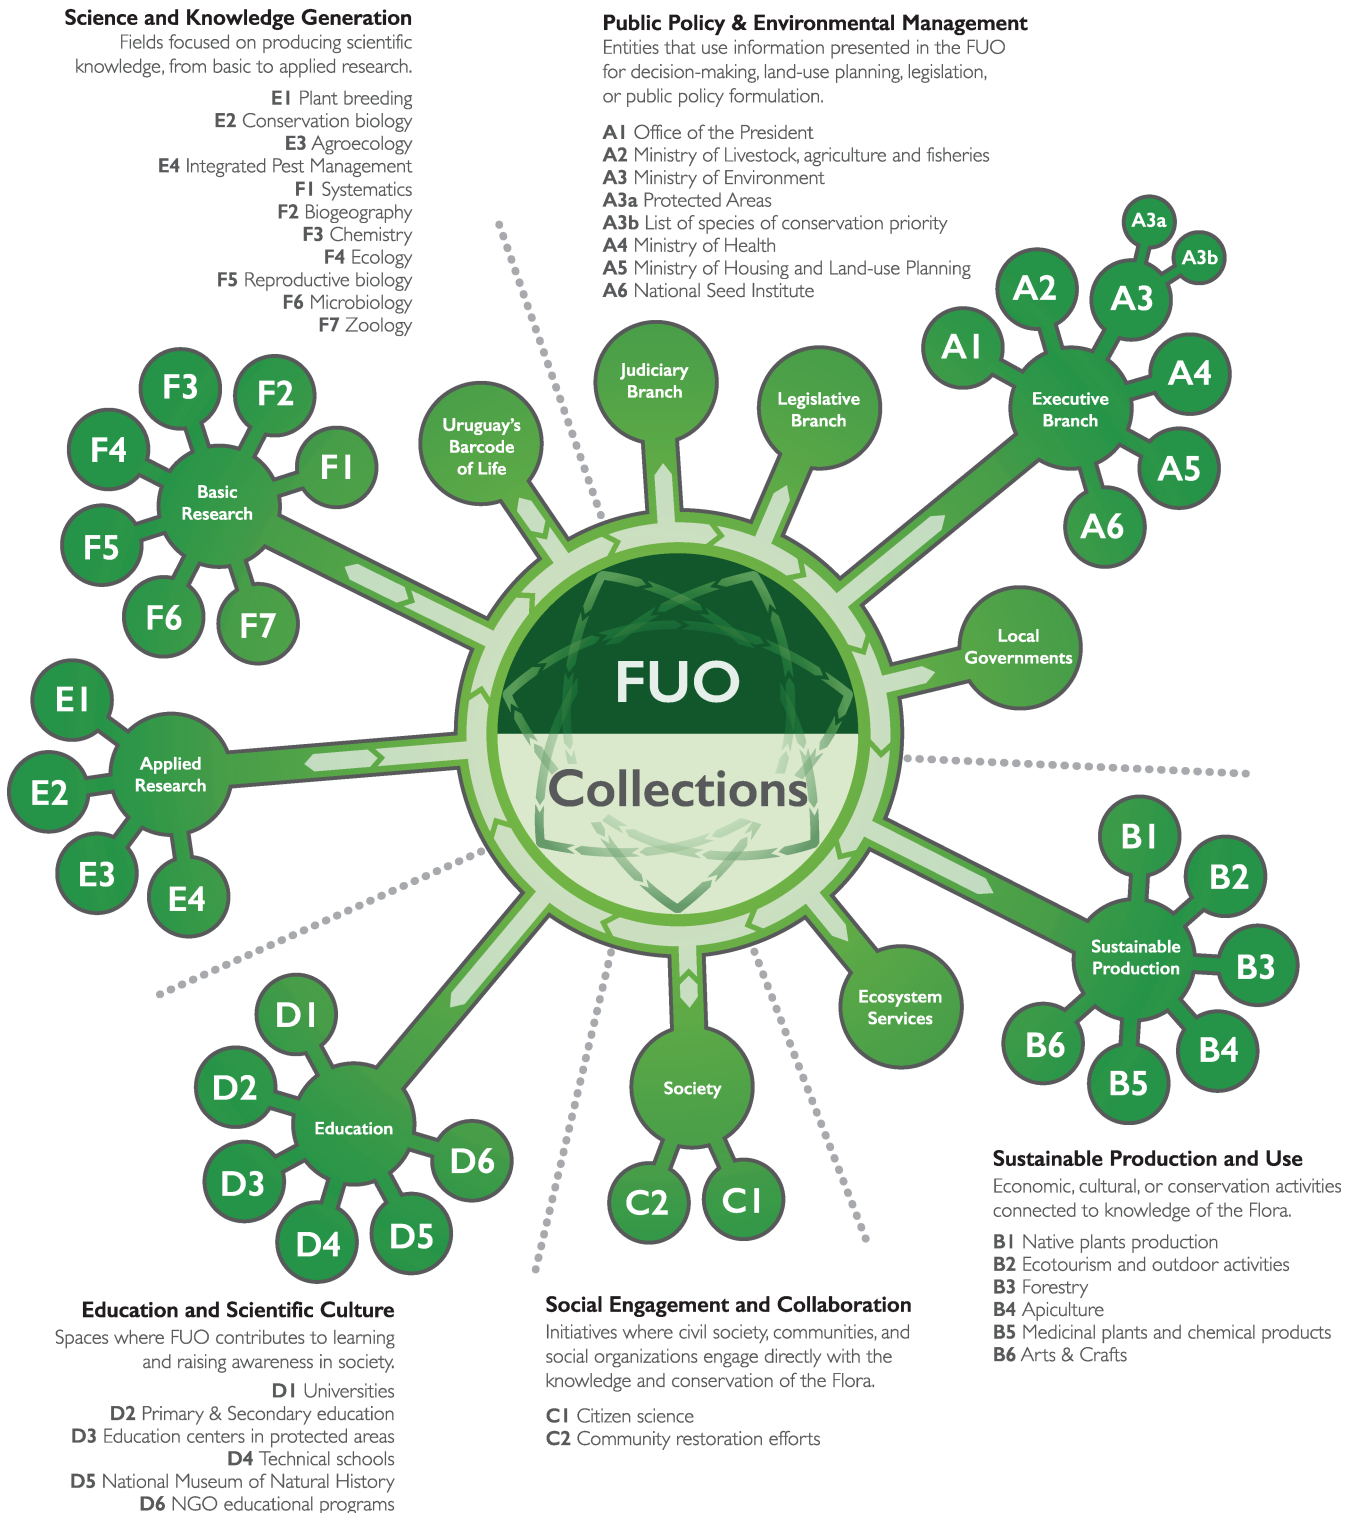 Science and Knowledge Generation
Fields focused on producing scientific
knowledge, from basic to applied research.
E1 Plant breeding
E2 Conservation biology
E3 Agroecology
E4 Integrated Pest Management
F1 Systematics
F2 Biogeography
F3 Chemistry
F4 Ecology
F5 Reproductive biology
F6 Microbiology
F7 Zoology
Public Policy & Environmental Management
Entities that use information presented in the FUO
for decision-making, land-use planning, legislation,
or public policy formulation.
A1 Office of the President
A2 Ministry of Livestock, agriculture and fisheries
A3 Ministry of Environment
A3a Protected Areas
A3b List of species of conservation priority
A4 Ministry of Health
A5 Ministry of Housing and Land-use Planning
A6 National Seed Institute
A3a
A3b
A2
A3
A1
A4
Executive
Branch
A5
A6
Judiciary
Branch
Legislative
Branch
Uruguay's
Barcode
of Life
F3
F2
F4
F1
Basic
Research
F5
F6
F7
Local
Governments
FUO
Collections
E1
Applied
Research
E2
E3
E4
B1
B2
Sustainable
Production
B3
B6
B4
B5
Ecosystem
Services
Society
C2
C1
D1
D2
Education
D3
D6
D4
D5
Sustainable Production and Use
Economic, cultural, or conservation activities
connected to knowledge of the Flora.
B1 Native plants production
B2 Ecotourism and outdoor activities
B3 Forestry
B4 Apiculture
B5 Medicinal plants and chemical products
B6 Arts & Crafts
Social Engagement and Collaboration
Initiatives where civil society, communities, and
social organizations engage directly with the
knowledge and conservation of the Flora.
C1 Citizen science
C2 Community restoration efforts
Education and Scientific Culture
Spaces where FUO contributes to learning
and raising awareness in society.
D1 Universities
D2 Primary & Secondary education
D3 Education centers in protected areas
D4 Technical schools
D5 National Museum of Natural History
D6 NGO educational programs